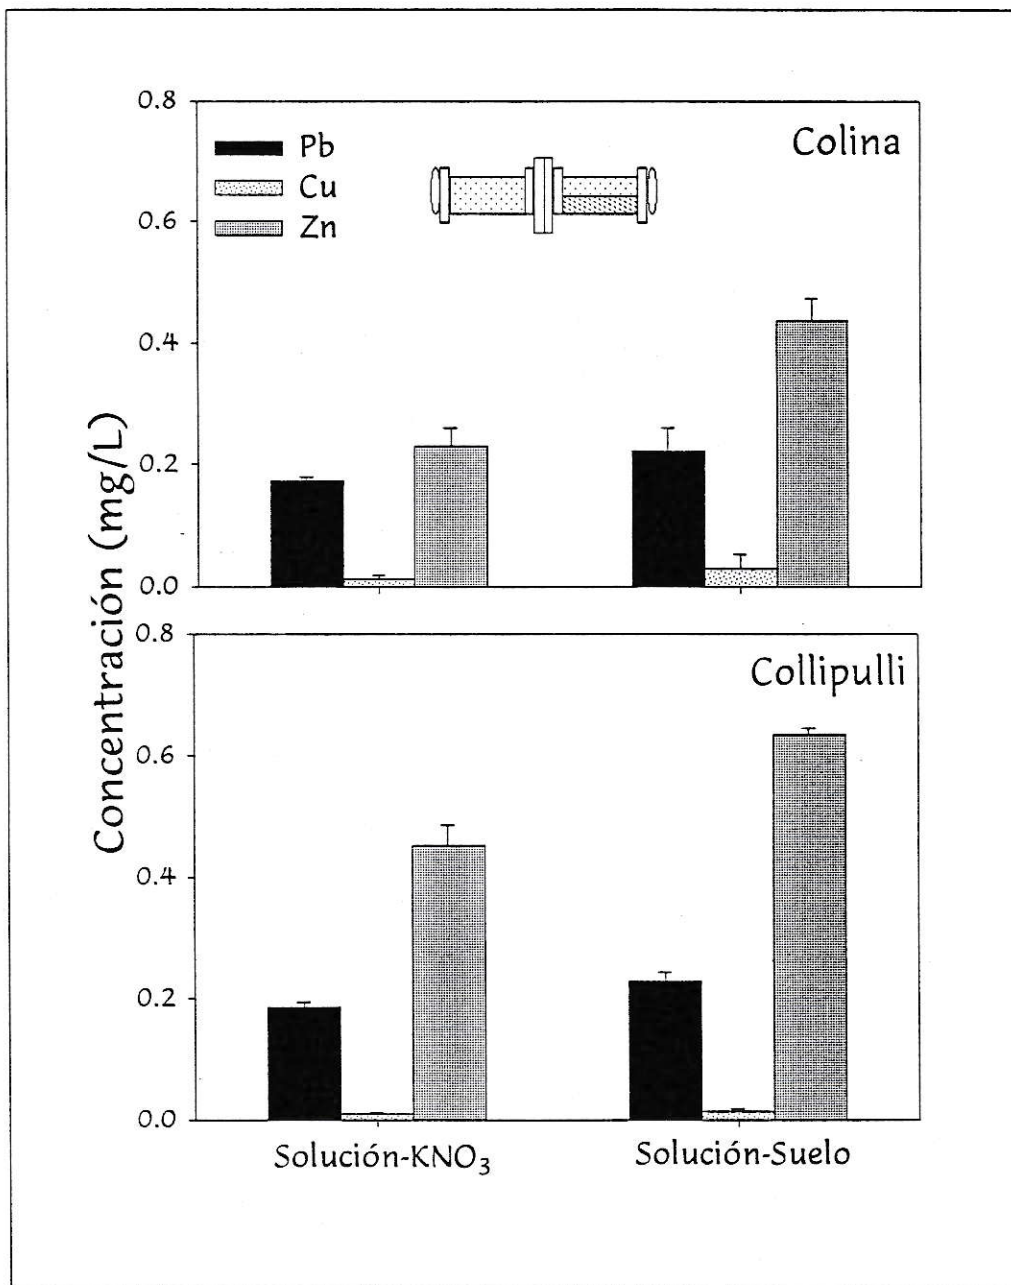 Concentración (mg/L)
0.8
0.6
0.4
0.2
0.0
Pb
Cu
Zn
Colina
0.8
0.6
0.4
0.2
0.0
Collipulli
Solución-KNO₃
Solución-Suelo